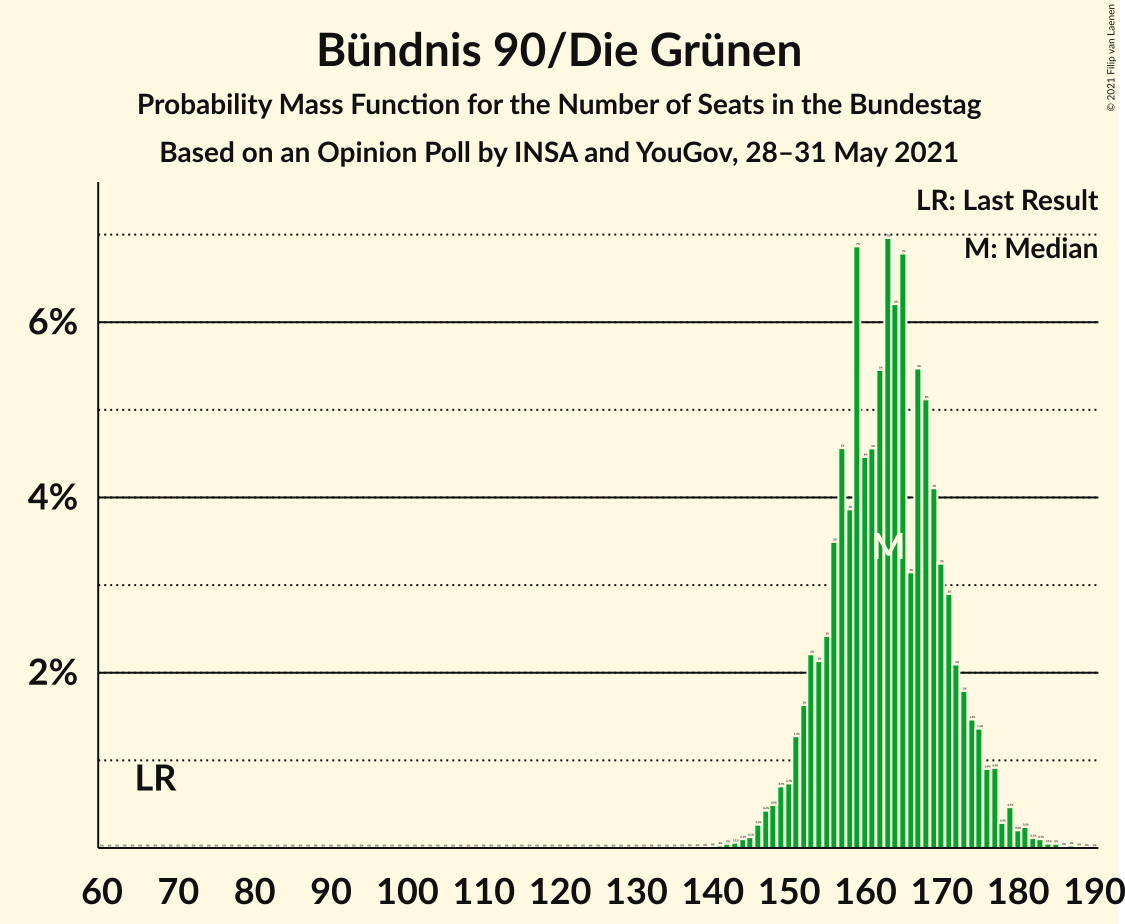 Bündnis 90/Die Grünen
Probability Mass Function for the Number of Seats in the Bundestag
Based on an Opinion Poll by INSA and YouGov, 28–31 May 2021
© 2021 Filip van Laenen
LR: Last Result
M: Median
6%
4%
2%
M
LR
60 70 80 90 100 110 120 130 140 150 160 170 180 190